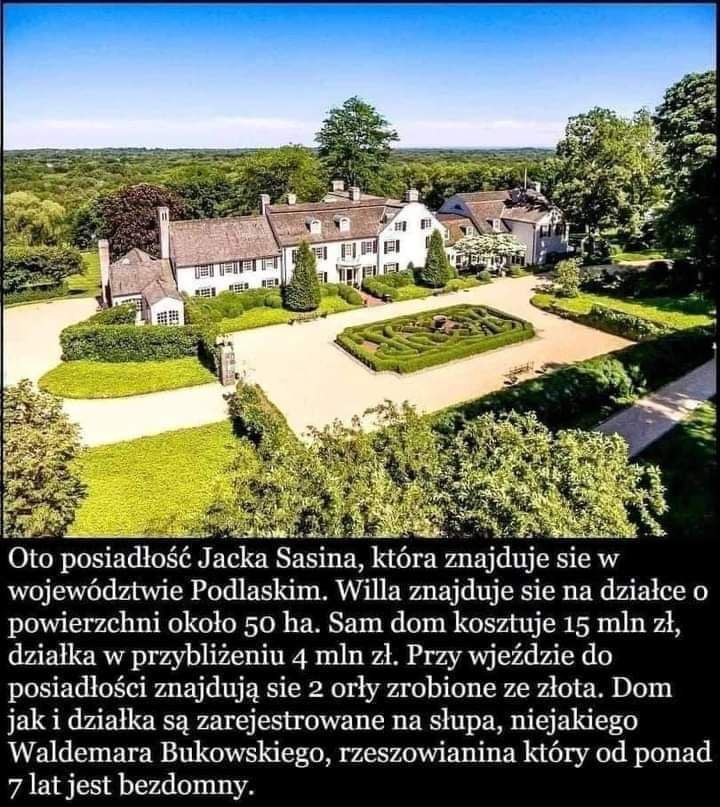 Oto posiadłość Jacka Sasina, która znajduje sie w
województwie Podlaskim. Willa znajduje sie na działce o
powierzchni około 50 ha. Sam dom kosztuje 15 mln zł,
działka w przybliżeniu 4 mln zł. Przy wjeździe do
posiadłości znajdują sie 2 orły zrobione ze złota. Dom
jak i działka są zarejestrowane na słupa, niejakiego
Waldemara Bukowskiego, rzeszowianina który od ponad
7 lat jest bezdomny.